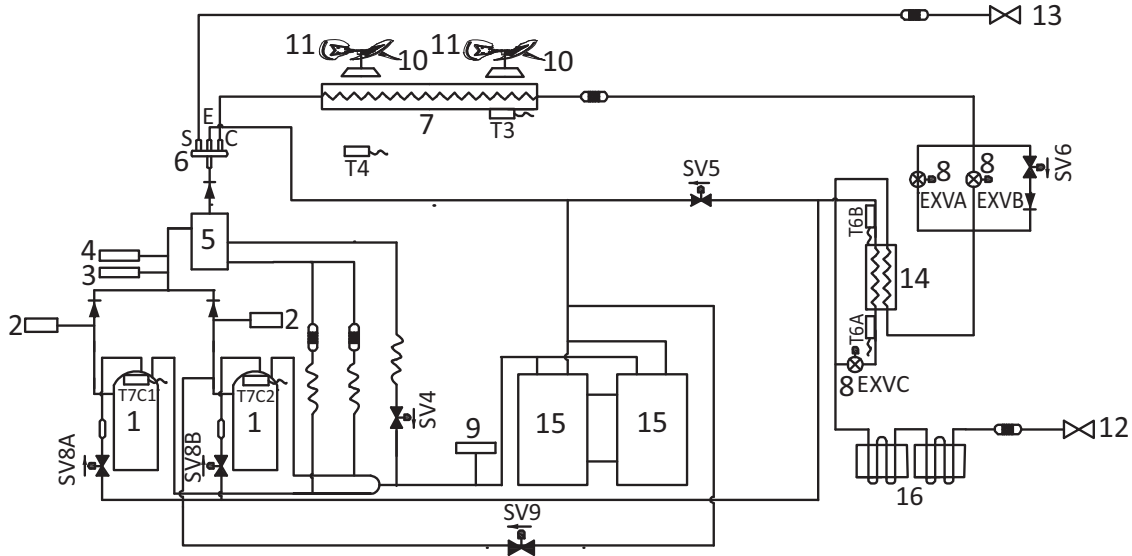 13
11 10 11 10
E
S C
7 T3
6
T4
SV5
8 8 SV6
EXVA EXVB
4 5
T6B
3
14
2 2
T6A
8 EXVC
T7C1 T7C2
1 1
SV4
9
15 15
12
SV8A SV8B
16
SV9